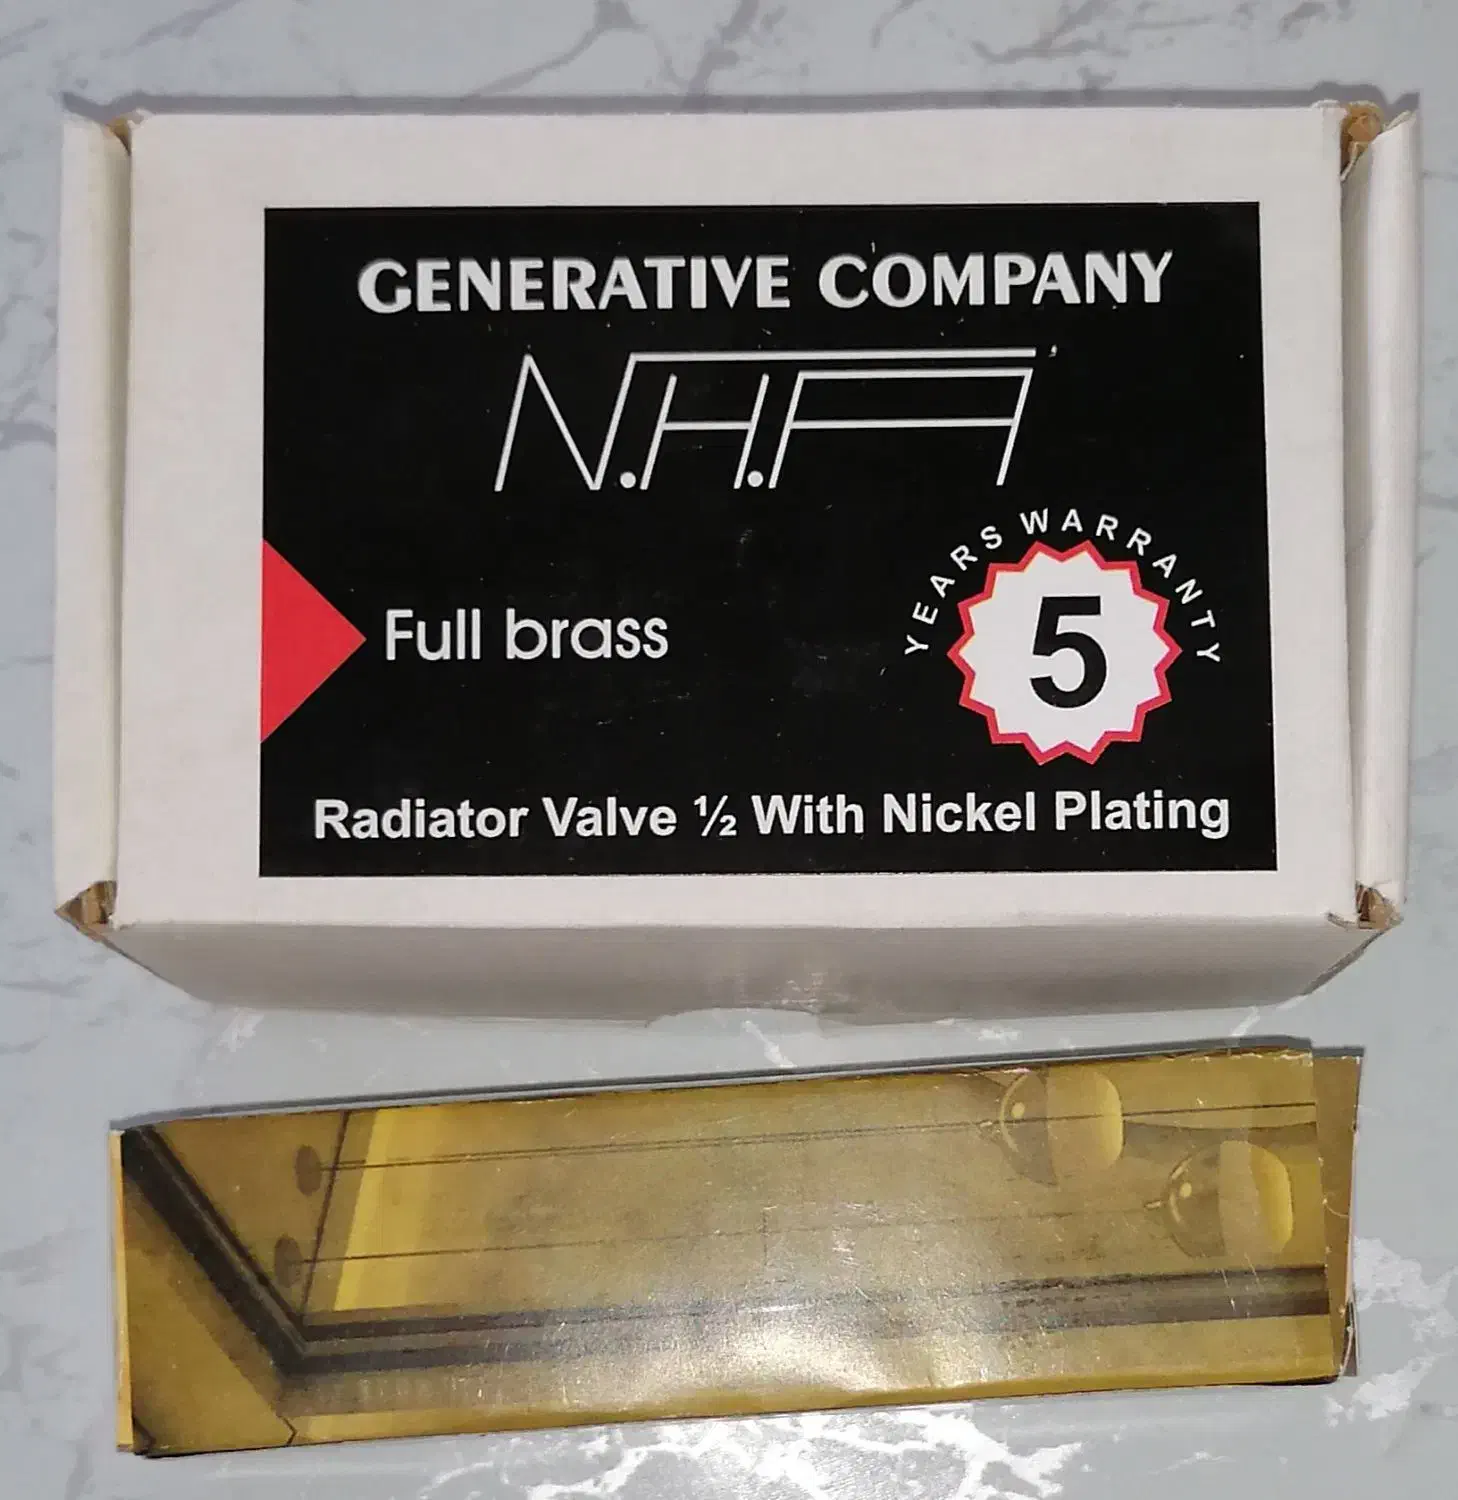 GENERATIVE COMPANY
N.H.A
YEARS WARRANTY
5
Full brass
Radiator Valve ½ With Nickel Plating